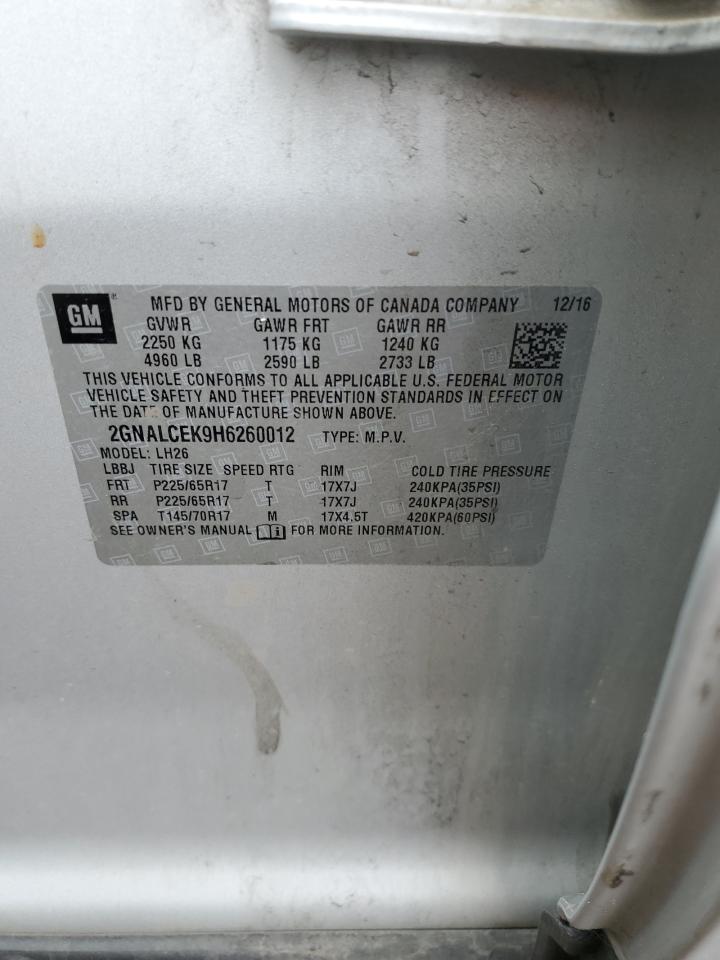 GM MFD BY GENERAL MOTORS OF CANADA COMPANY 12/16
GVWR GAWR FRT GAWR RR
2250 KG 1175 KG 1240 KG
4960 LB 2590 LB 2733 LB
THIS VEHICLE CONFORMS TO ALL APPLICABLE U.S. FEDERAL MOTOR
VEHICLE SAFETY AND THEFT PREVENTION STANDARDS IN EFFECT ON
THE DATE OF MANUFACTURE SHOWN ABOVE.
2GNALCEK9H6260012 TYPE: M.P.V.
MODEL: LH26
LBBJ TIRE SIZE SPEED RTG RIM COLD TIRE PRESSURE
FRT P225/65R17 T 17X7J 240KPA(35PSI)
RR P225/65R17 T 17X7J 240KPA(35PSI)
SPA T145/70R17 M 17X4.5T 420KPA(60PSI)
SEE OWNER'S MANUAL FOR MORE INFORMATION.